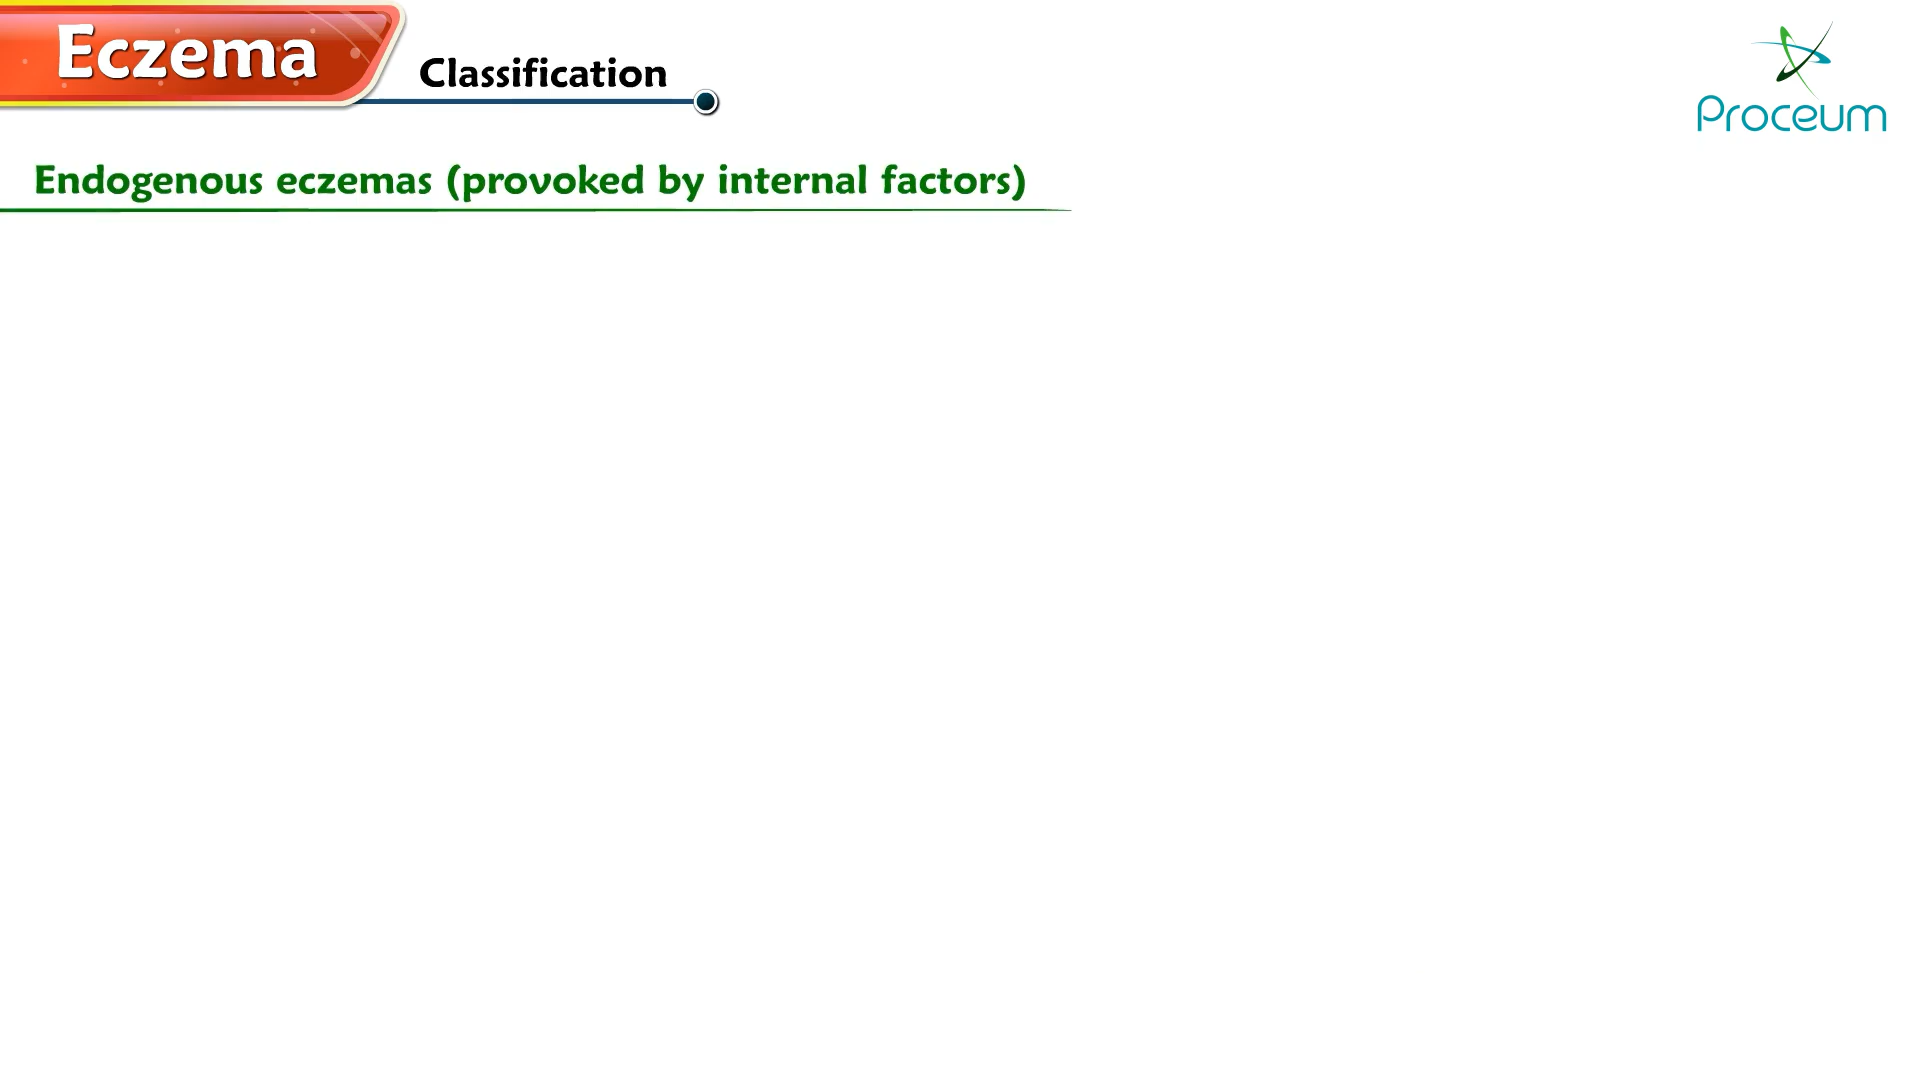 Eczema
Classification
Proceum
Endogenous eczemas (provoked by internal factors)